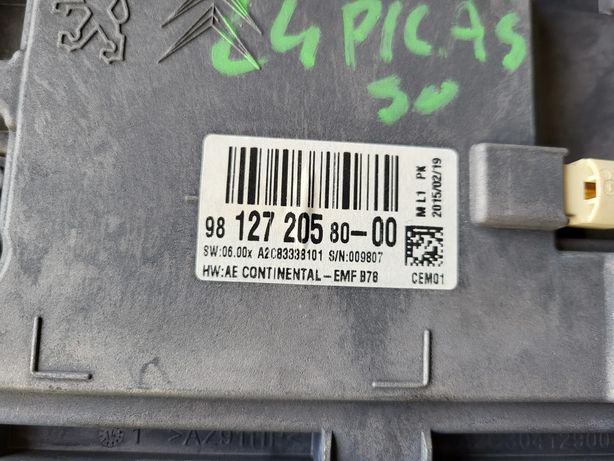 C4 PICAS
SO
98 127 205 80-00
SW:06.00x A2C83338101 S/N:009807
HW:AE CONTINENTAL-EMF B78
ML1 PK
2015/02/19
CEM01